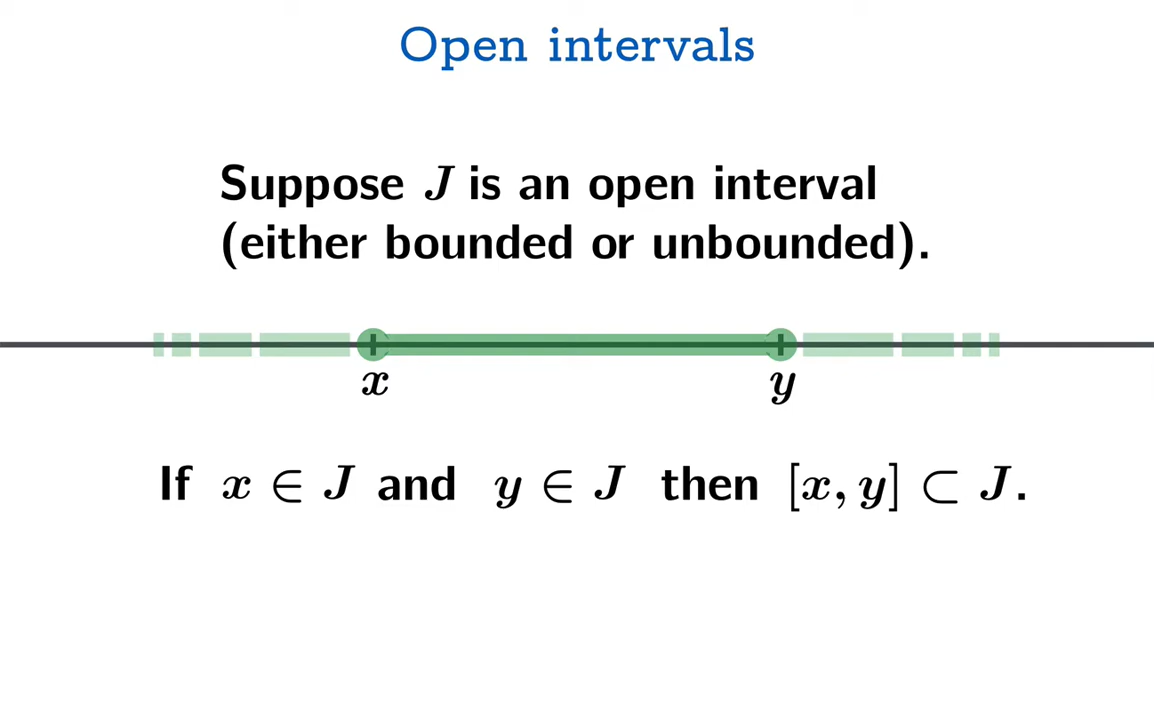 Open intervals
Suppose J is an open interval
(either bounded or unbounded).
x y
If x ∈ J and y ∈ J then [x, y] ⊂ J.